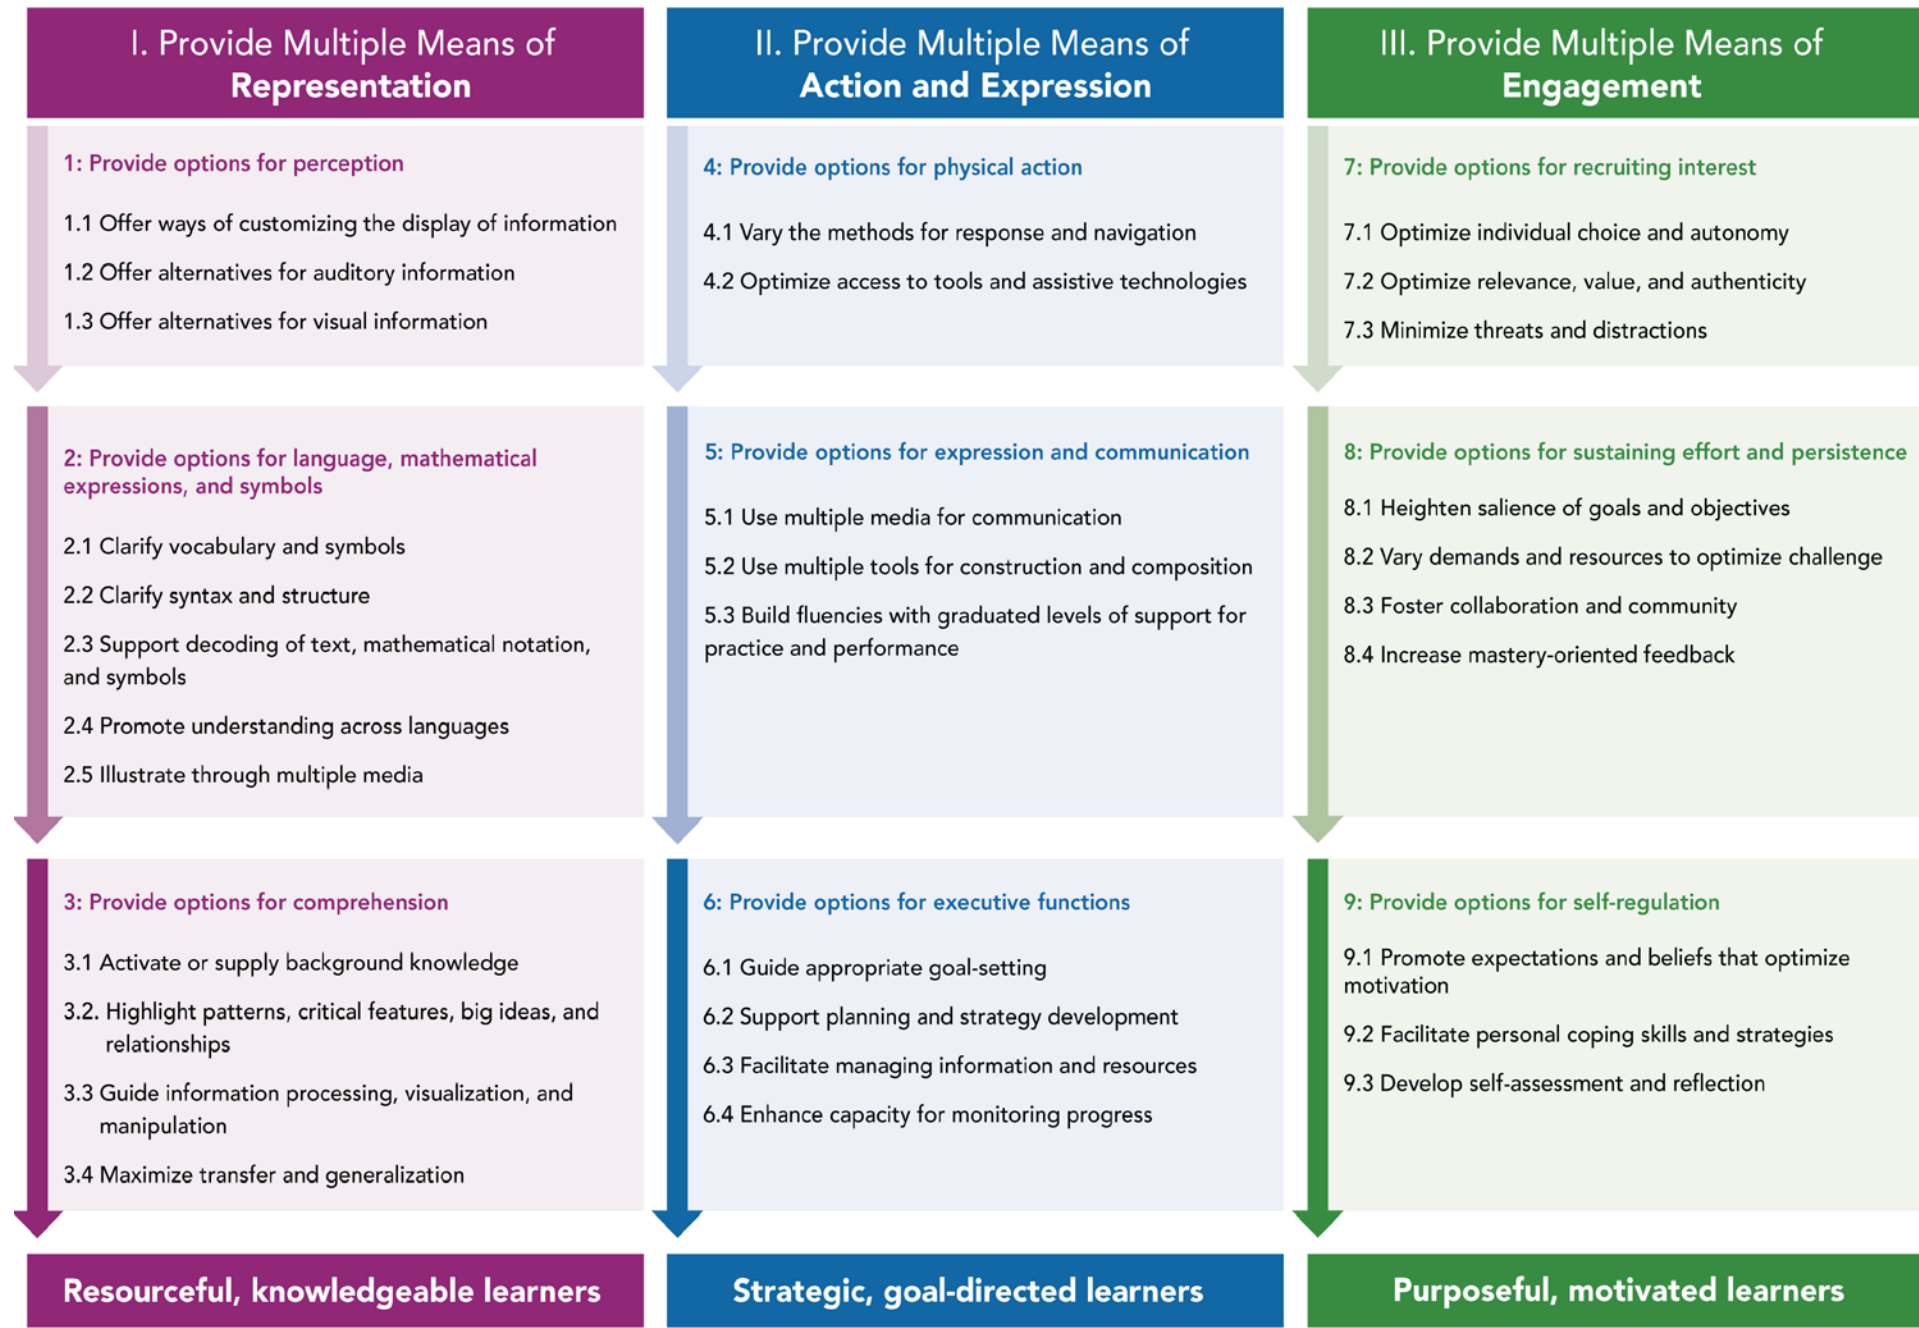 I. Provide Multiple Means of
Representation
1: Provide options for perception
1.1 Offer ways of customizing the display of information
1.2 Offer alternatives for auditory information
1.3 Offer alternatives for visual information
2: Provide options for language, mathematical
expressions, and symbols
2.1 Clarify vocabulary and symbols
2.2 Clarify syntax and structure
2.3 Support decoding of text, mathematical notation,
and symbols
2.4 Promote understanding across languages
2.5 Illustrate through multiple media
3: Provide options for comprehension
3.1 Activate or supply background knowledge
3.2. Highlight patterns, critical features, big ideas, and
relationships
3.3 Guide information processing, visualization, and
manipulation
3.4 Maximize transfer and generalization
Resourceful, knowledgeable learners
II. Provide Multiple Means of
Action and Expression
4: Provide options for physical action
4.1 Vary the methods for response and navigation
4.2 Optimize access to tools and assistive technologies
5: Provide options for expression and communication
5.1 Use multiple media for communication
5.2 Use multiple tools for construction and composition
5.3 Build fluencies with graduated levels of support for
practice and performance
6: Provide options for executive functions
6.1 Guide appropriate goal-setting
6.2 Support planning and strategy development
6.3 Facilitate managing information and resources
6.4 Enhance capacity for monitoring progress
Strategic, goal-directed learners
III. Provide Multiple Means of
Engagement
7: Provide options for recruiting interest
7.1 Optimize individual choice and autonomy
7.2 Optimize relevance, value, and authenticity
7.3 Minimize threats and distractions
8: Provide options for sustaining effort and persistence
8.1 Heighten salience of goals and objectives
8.2 Vary demands and resources to optimize challenge
8.3 Foster collaboration and community
8.4 Increase mastery-oriented feedback
9: Provide options for self-regulation
9.1 Promote expectations and beliefs that optimize
motivation
9.2 Facilitate personal coping skills and strategies
9.3 Develop self-assessment and reflection
Purposeful, motivated learners